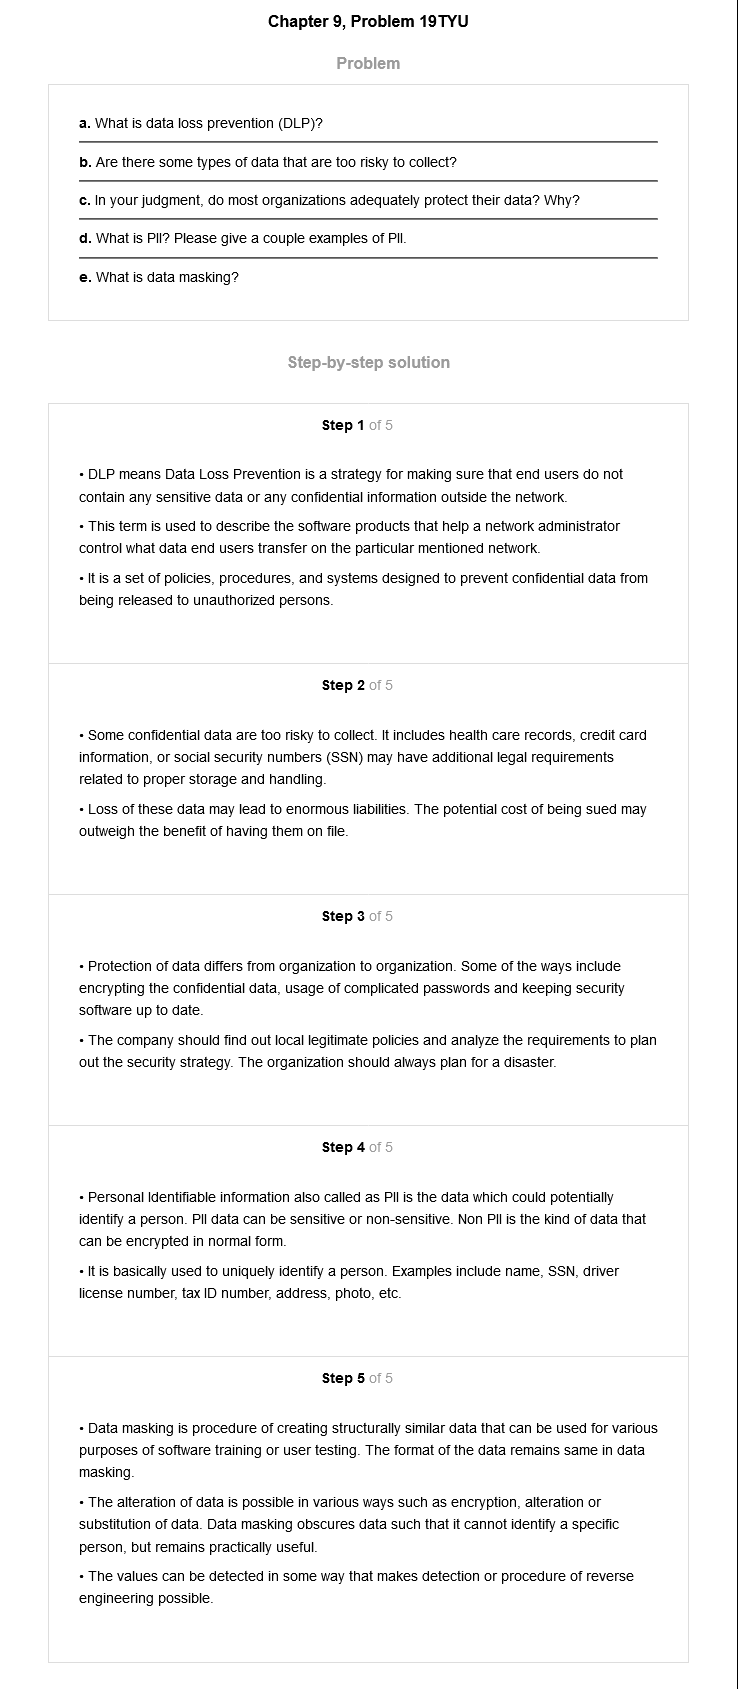 Chapter 9, Problem 19TYU
Problem
a. What is data loss prevention (DLP)?
b. Are there some types of data that are too risky to collect?
c. In your judgment, do most organizations adequately protect their data? Why?
d. What is PII? Please give a couple examples of PII.
e. What is data masking?
Step-by-step solution
Step 1 of 5
• DLP means Data Loss Prevention is a strategy for making sure that end users do not
contain any sensitive data or any confidential information outside the network.
• This term is used to describe the software products that help a network administrator
control what data end users transfer on the particular mentioned network.
• It is a set of policies, procedures, and systems designed to prevent confidential data from
being released to unauthorized persons.
Step 2 of 5
• Some confidential data are too risky to collect. It includes health care records, credit card
information, or social security numbers (SSN) may have additional legal requirements
related to proper storage and handling.
• Loss of these data may lead to enormous liabilities. The potential cost of being sued may
outweigh the benefit of having them on file.
Step 3 of 5
• Protection of data differs from organization to organization. Some of the ways include
encrypting the confidential data, usage of complicated passwords and keeping security
software up to date.
• The company should find out local legitimate policies and analyze the requirements to plan
out the security strategy. The organization should always plan for a disaster.
Step 4 of 5
• Personal Identifiable information also called as PII is the data which could potentially
identify a person. PII data can be sensitive or non-sensitive. Non PII is the kind of data that
can be encrypted in normal form.
• It is basically used to uniquely identify a person. Examples include name, SSN, driver
license number, tax ID number, address, photo, etc.
Step 5 of 5
• Data masking is procedure of creating structurally similar data that can be used for various
purposes of software training or user testing. The format of the data remains same in data
masking.
• The alteration of data is possible in various ways such as encryption, alteration or
substitution of data. Data masking obscures data such that it cannot identify a specific
person, but remains practically useful.
• The values can be detected in some way that makes detection or procedure of reverse
engineering possible.